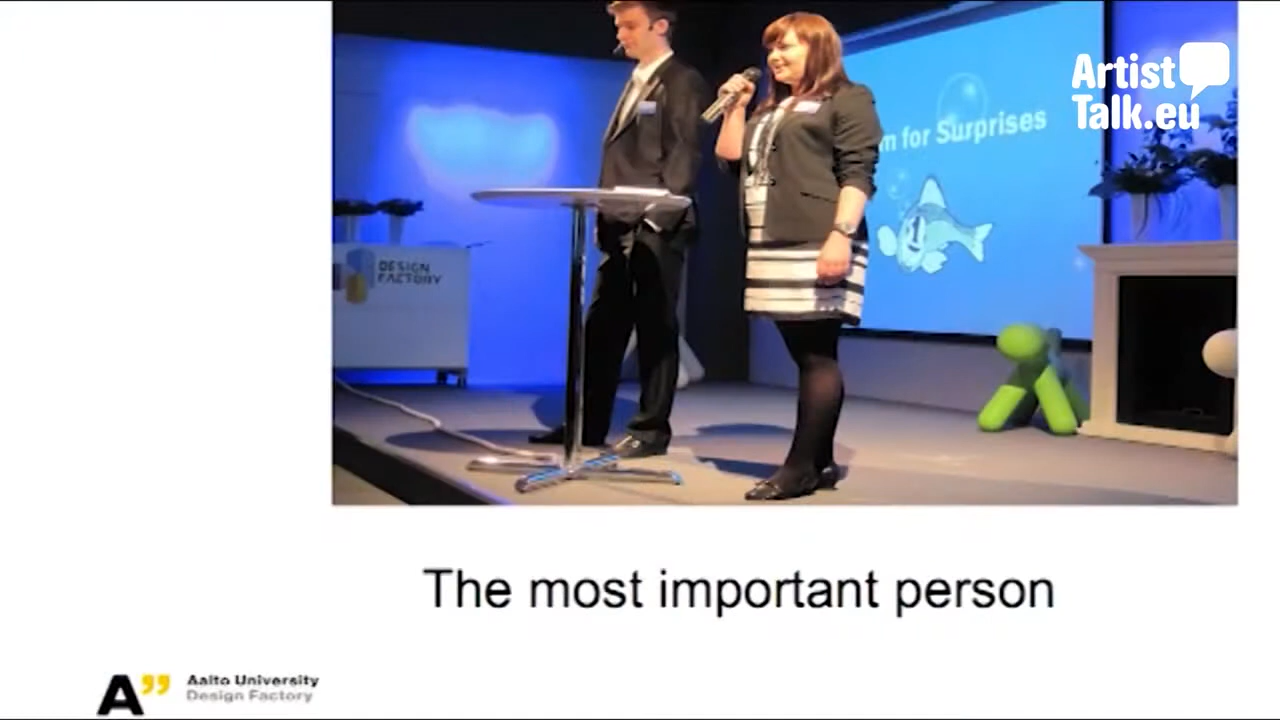 Artist
Talk.eu
m for Surprises
DESIGN
FACTORY
The most important person
A”
Aalto University
Design Factory